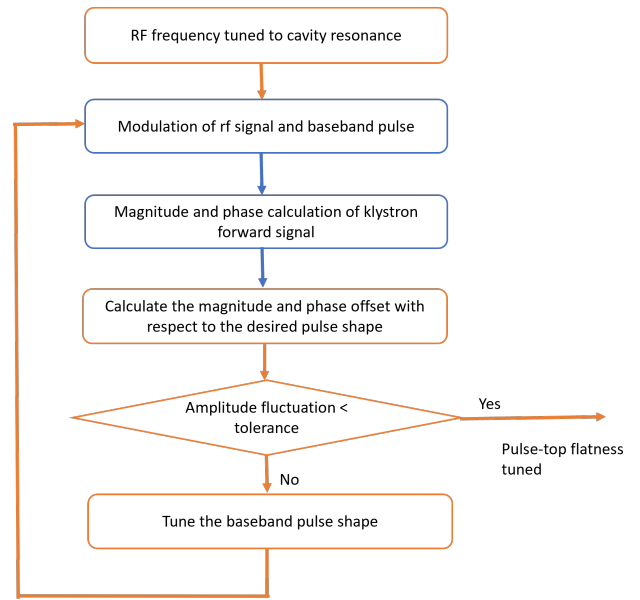 RF frequency tuned to cavity resonance
Modulation of rf signal and baseband pulse
Magnitude and phase calculation of klystron
forward signal
Calculate the magnitude and phase offset with
respect to the desired pulse shape
Amplitude fluctuation <
tolerance
Yes
Pulse-top flatness
tuned
No
Tune the baseband pulse shape